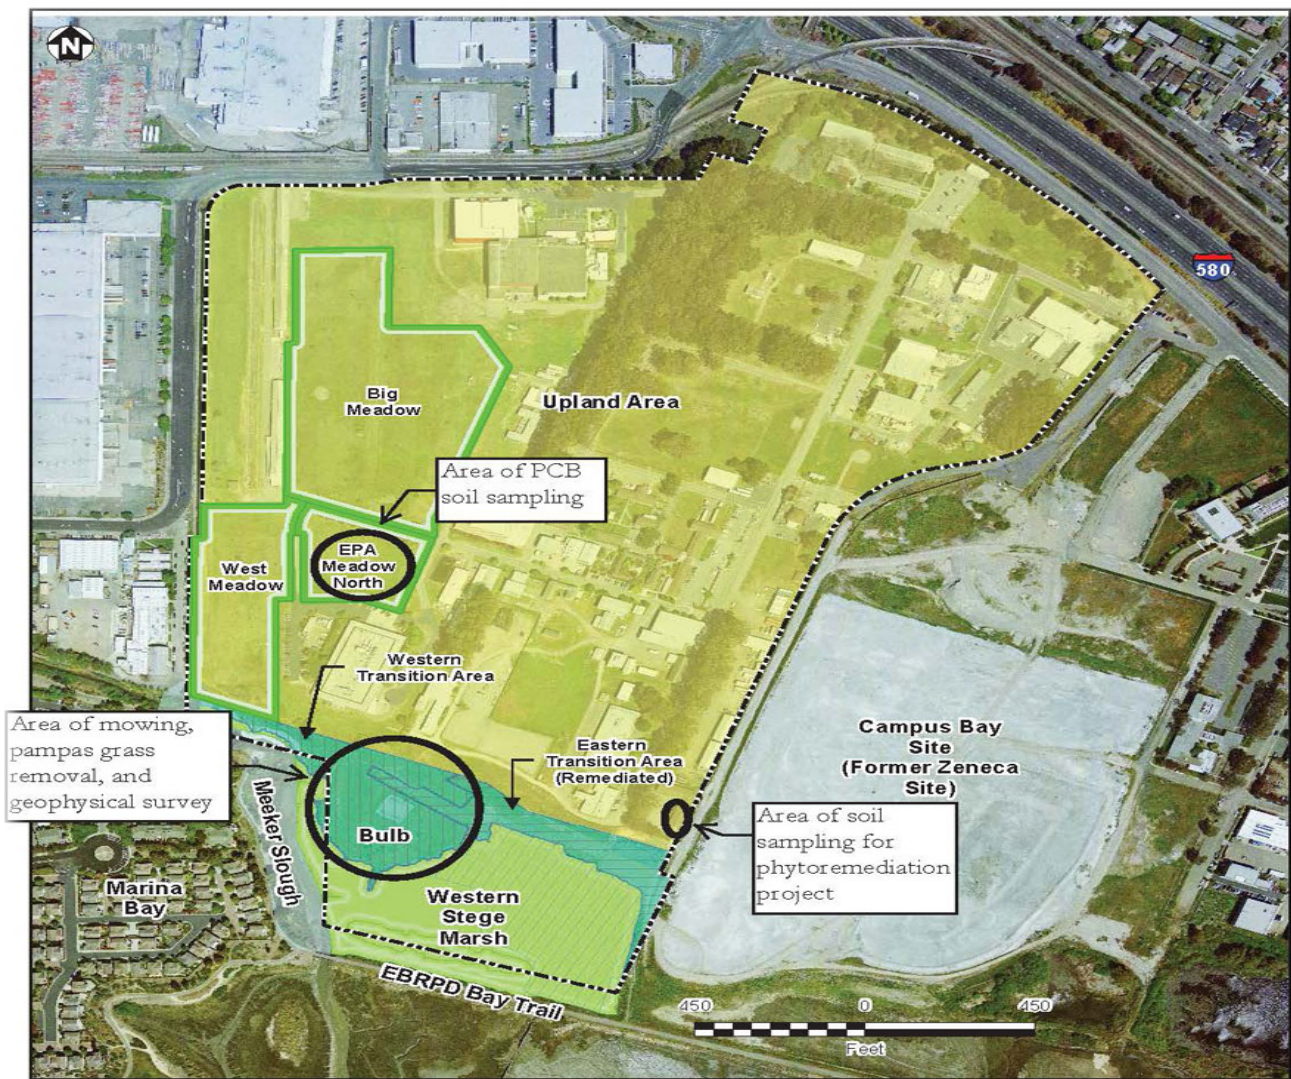 N
580
Big
Meadow
Upland Area
Area of PCB
soil sampling
EPA
Meadow
North
West
Meadow
Western
Transition Area
Area of mowing,
pampas grass
removal, and
geophysical survey
Eastern
Transition Area
(Remediated)
Campus Bay
Site
(Former Zeneca
Site)
Meeker Slough
Bulb
Area of soil
sampling for
phytoremediation
project
Marina
Bay
Western
Stege
Marsh
EBRPD Bay Trail
450 0 450
Feet